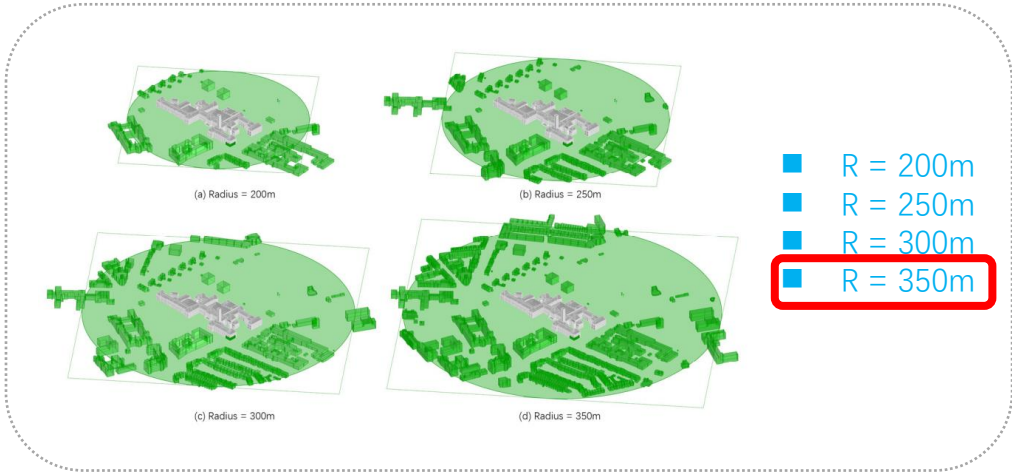 (a) Radius = 200m
(b) Radius = 250m
(c) Radius = 300m
(d) Radius = 350m
R = 200m
R = 250m
R = 300m
R = 350m